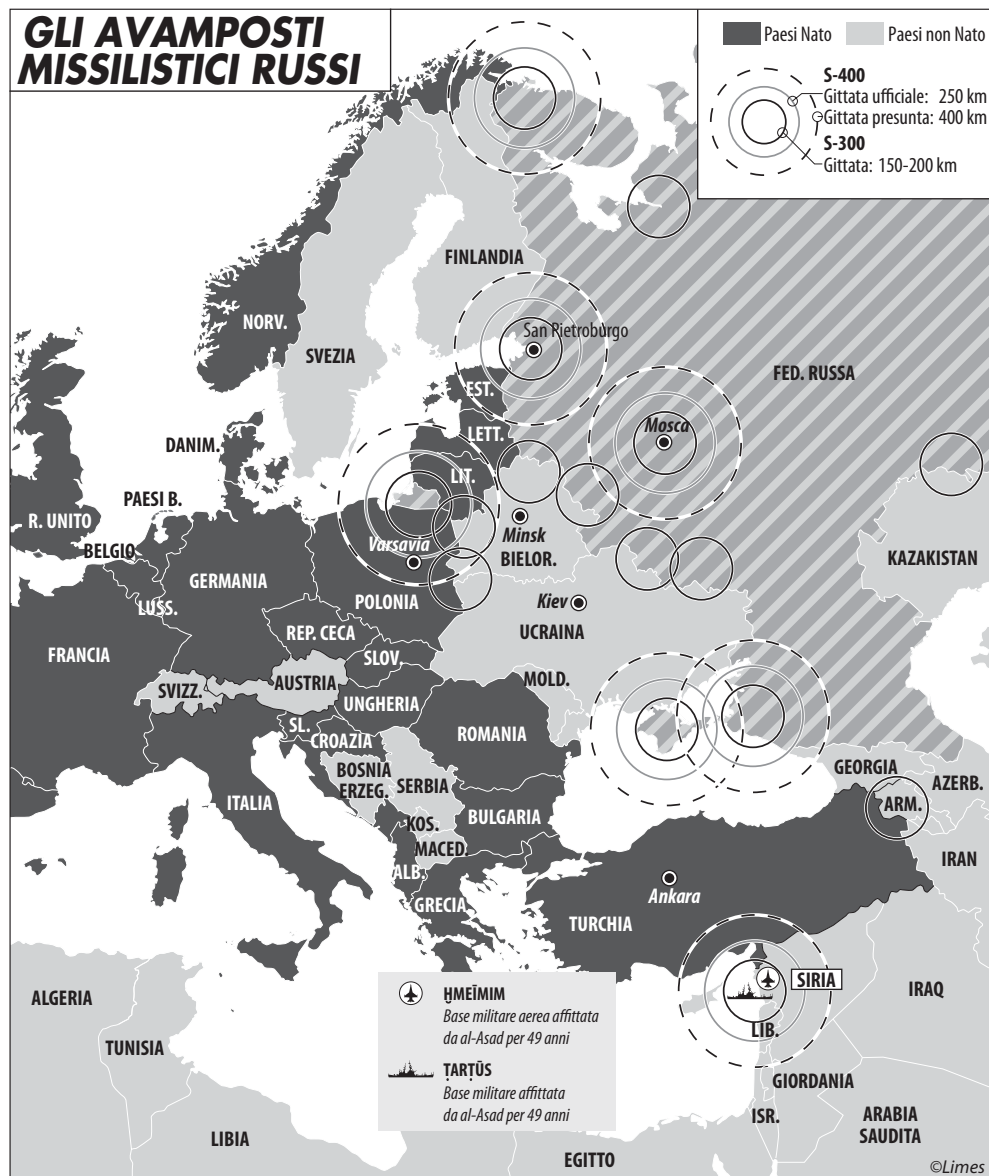 GLI AVAMPOSTI
MISSILISTICI RUSSI
Paesi Nato
Paesi non Nato
S-400
Gittata ufficiale: 250 km
Gittata presunta: 400 km
S-300
Gittata: 150-200 km
FINLANDIA
NORV.
SVEZIA
San Pietroburgo
FED. RUSSA
EST.
Mosca
LETT.
DANIM.
LIT.
PAESI B.
R. UNITO
Minsk
BELGIO
Varsavia
BIELOR.
KAZAKISTAN
GERMANIA
LUSS.
POLONIA
Kiev
REP. CECA
UCRAINA
FRANCIA
SLOV.
MOLD.
AUSTRIA
SVIZZ.
UNGHERIA
SL.
CROAZIA
ROMANIA
BOSNIA
ERZEG.
SERBIA
GEORGIA
AZERB.
ITALIA
ARM.
KOS.
BULGARIA
MACED.
IRAN
ALB.
GRECIA
Ankara
TURCHIA
SIRIA
ALGERIA
IRAQ
ḤMEĪMIM
Base militare aerea affittata
da al-Asad per 49 anni
LIB.
TUNISIA
ṬARṬŪS
Base militare affittata
da al-Asad per 49 anni
GIORDANIA
ISR.
ARABIA
SAUDITA
LIBIA
EGITTO
©Limes